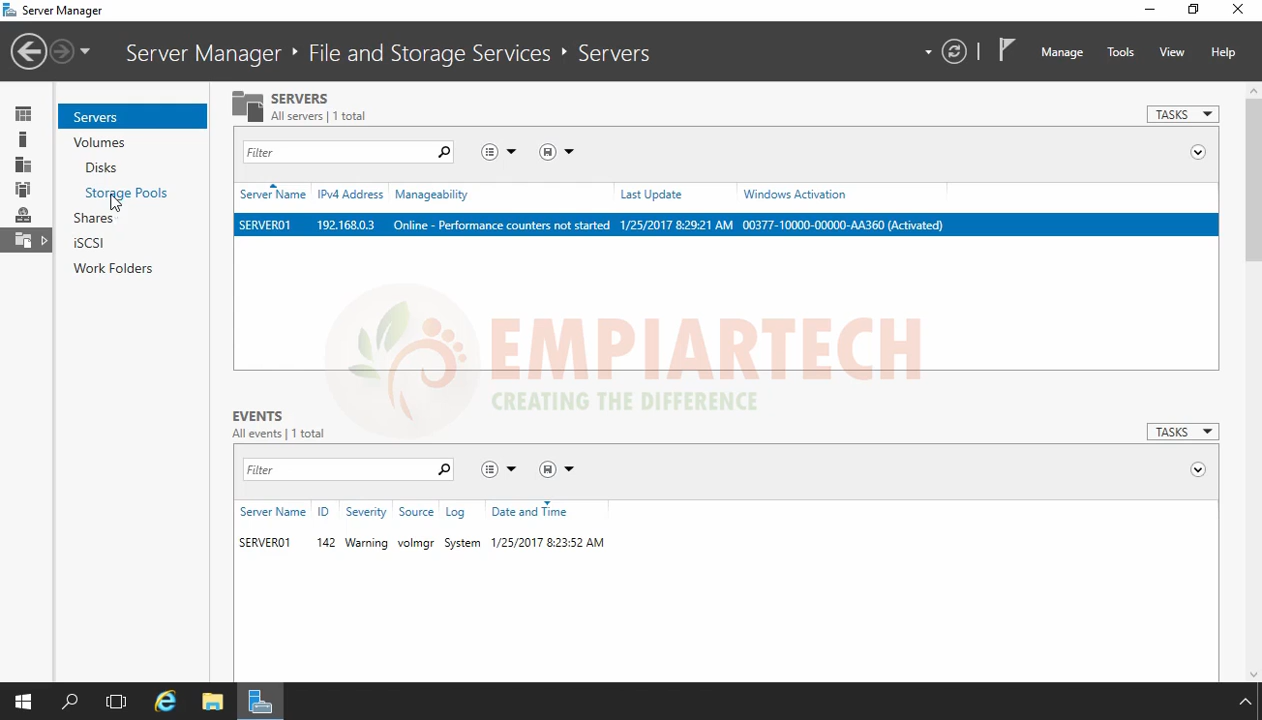 Server Manager
Server Manager ‣ File and Storage Services ‣ Servers
Manage Tools View Help
Servers
Volumes
Disks
Storage Pools
Shares
iSCSI
Work Folders
SERVERS
All servers | 1 total
TASKS
Filter
Server Name IPv4 Address Manageability Last Update Windows Activation
SERVER01 192.168.0.3 Online - Performance counters not started 1/25/2017 8:29:21 AM 00377-10000-00000-AA360 (Activated)
EMPIARTECH
CREATING THE DIFFERENCE
EVENTS
All events | 1 total
TASKS
Filter
Server Name ID Severity Source Log Date and Time
SERVER01 142 Warning volmgr System 1/25/2017 8:23:52 AM